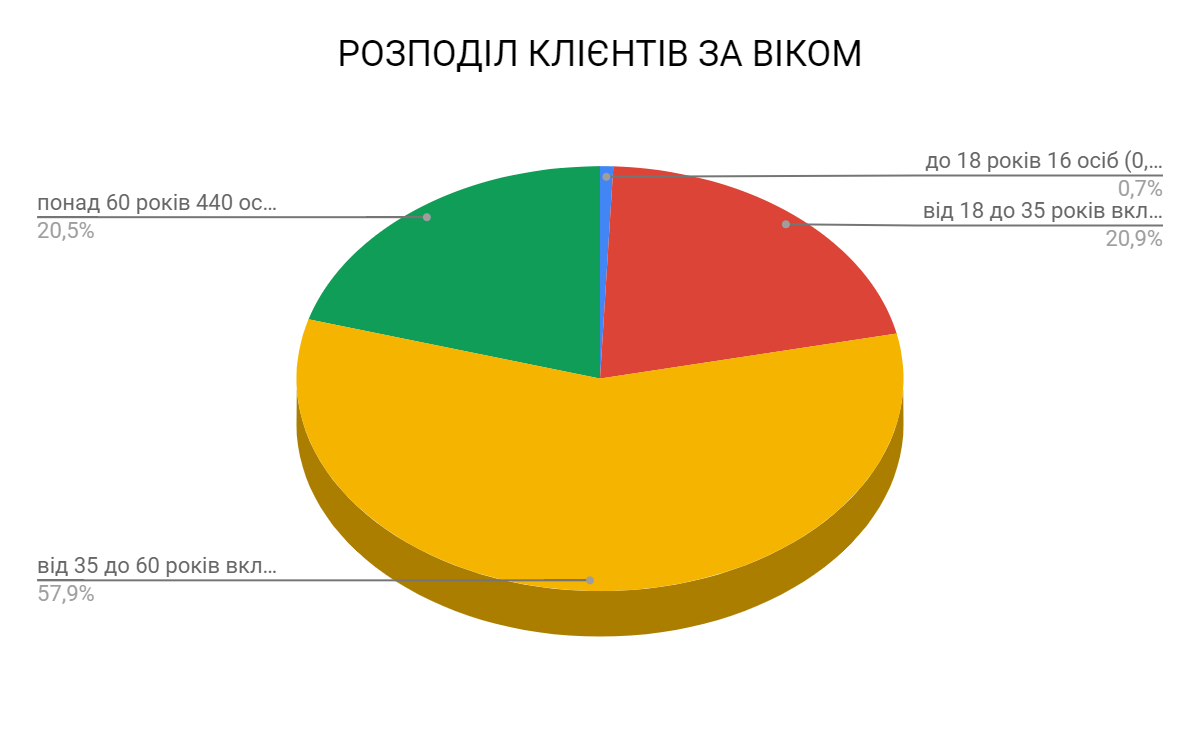 РОЗПОДІЛ КЛІЄНТІВ ЗА ВІКОМ
до 18 років 16 осіб (0,...
0,7%
від 18 до 35 років вкл...
20,9%
понад 60 років 440 ос...
20,5%
від 35 до 60 років вкл...
57,9%